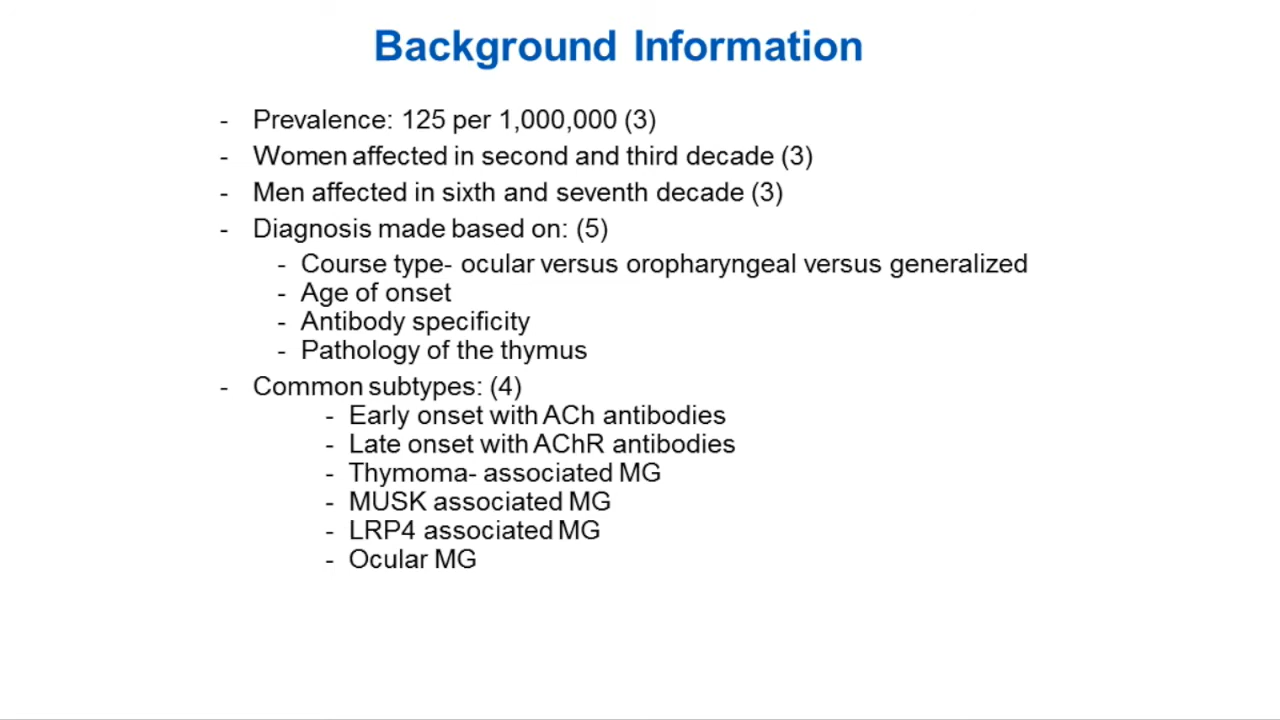 Background Information
- Prevalence: 125 per 1,000,000 (3)
- Women affected in second and third decade (3)
- Men affected in sixth and seventh decade (3)
- Diagnosis made based on: (5)
- Course type- ocular versus oropharyngeal versus generalized
- Age of onset
- Antibody specificity
- Pathology of the thymus
- Common subtypes: (4)
- Early onset with ACh antibodies
- Late onset with AChR antibodies
- Thymoma- associated MG
- MUSK associated MG
- LRP4 associated MG
- Ocular MG